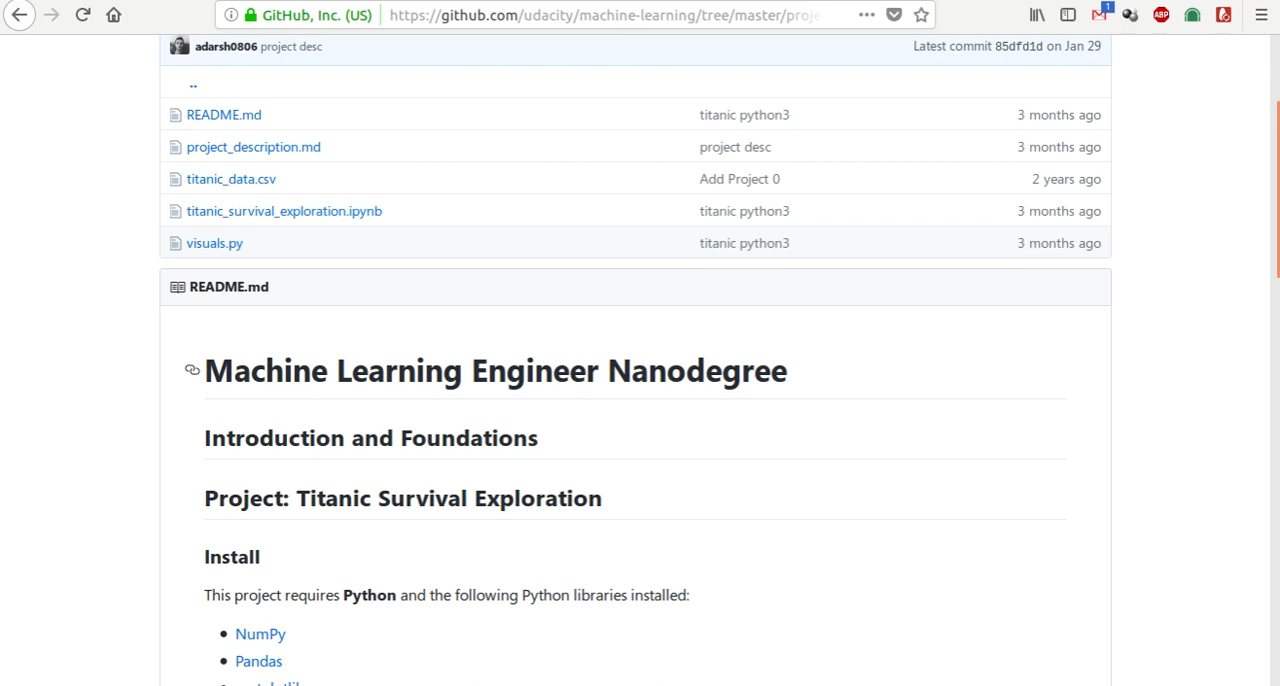 GitHub, Inc. (US) https://github.com/udacity/machine-learning/tree/master/proje
1
ABP
adarsh0806 project desc Latest commit 85dfd1d on Jan 29
..
README.md titanic python3 3 months ago
project_description.md project desc 3 months ago
titanic_data.csv Add Project 0 2 years ago
titanic_survival_exploration.ipynb titanic python3 3 months ago
visuals.py titanic python3 3 months ago
README.md
Machine Learning Engineer Nanodegree
Introduction and Foundations
Project: Titanic Survival Exploration
Install
This project requires Python and the following Python libraries installed:
NumPy
Pandas